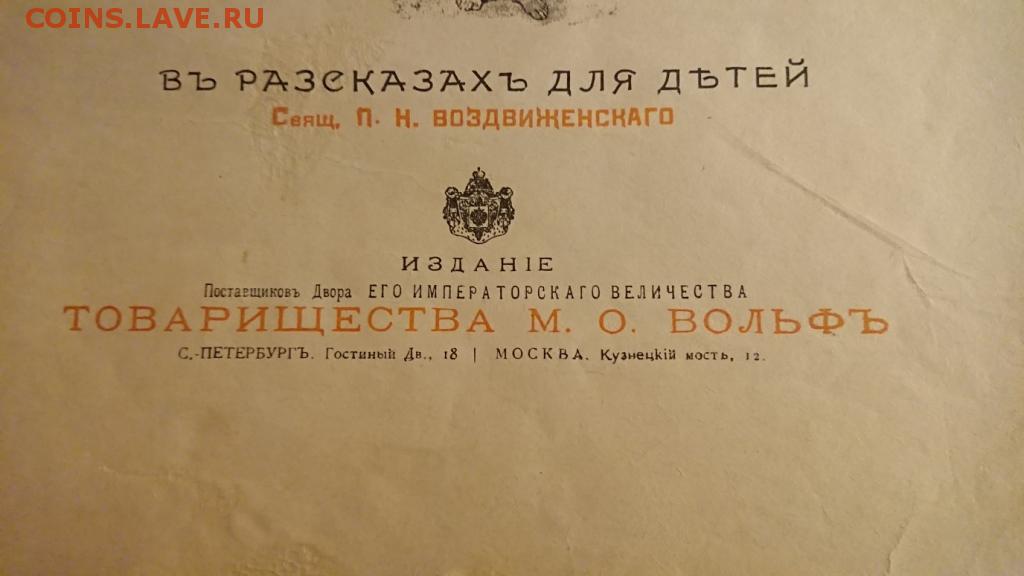 COINS.LAVE.RU
ВЪ РАЗСКАЗАХЪ ДЛЯ ДѢТЕЙ
Свящ. П. Н. ВОЗДВИЖЕНСКАГО
ИЗДАНІЕ
Поставщиковъ Двора ЕГО ИМПЕРАТОРСКАГО ВЕЛИЧЕСТВА
ТОВАРИЩЕСТВА М. О. ВОЛЬФЪ
С.-ПЕТЕРБУРГЪ. Гостиный Дв., 18 | МОСКВА. Кузнецкій мостъ, 12.